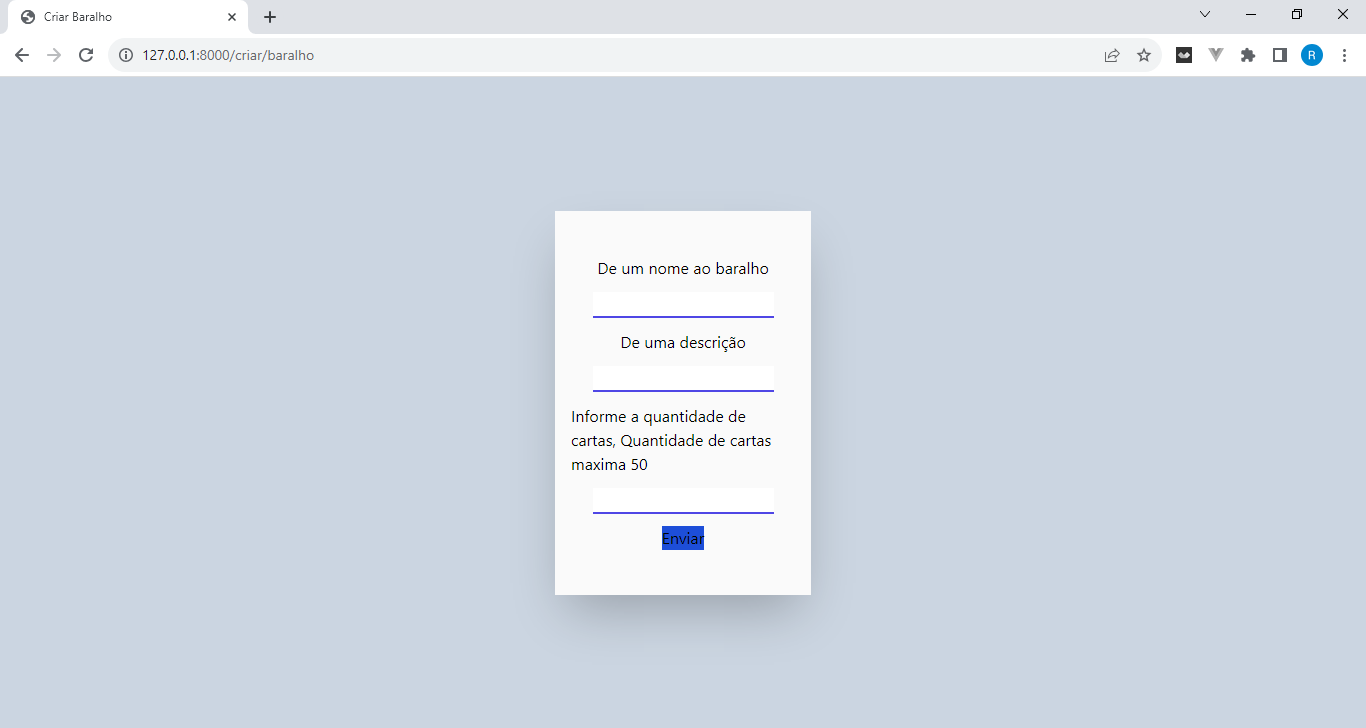 Criar Baralho
127.0.0.1:8000/criar/baralho
R
De um nome ao baralho
De uma descrição
Informe a quantidade de
cartas, Quantidade de cartas
maxima 50
Enviar